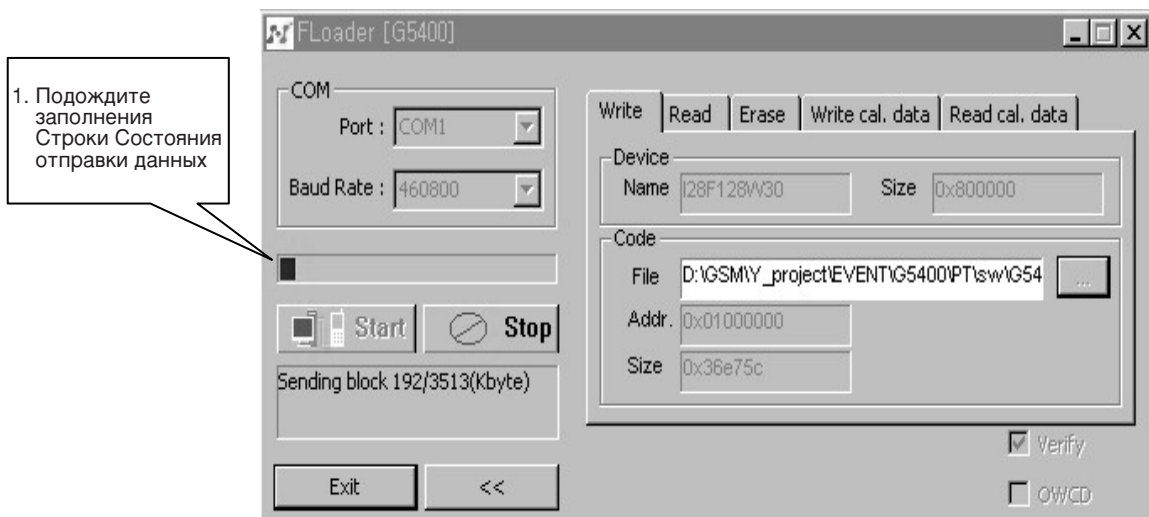 FLoader [G5400]
1. Подождите
заполнения
Строки Состояния
отправки данных
COM
Port : COM1
Baud Rate : 460800
Start Stop
Sending block 192/3513(Kbyte)
Exit <<
Write Read Erase Write cal. data Read cal. data
Device
Name I28F128W30 Size 0x800000
Code
File D:\GSM\Y_project\EVENT\G5400\PT\sw\G54 ...
Addr. 0x01000000
Size 0x36e75c
Verify
OWCD